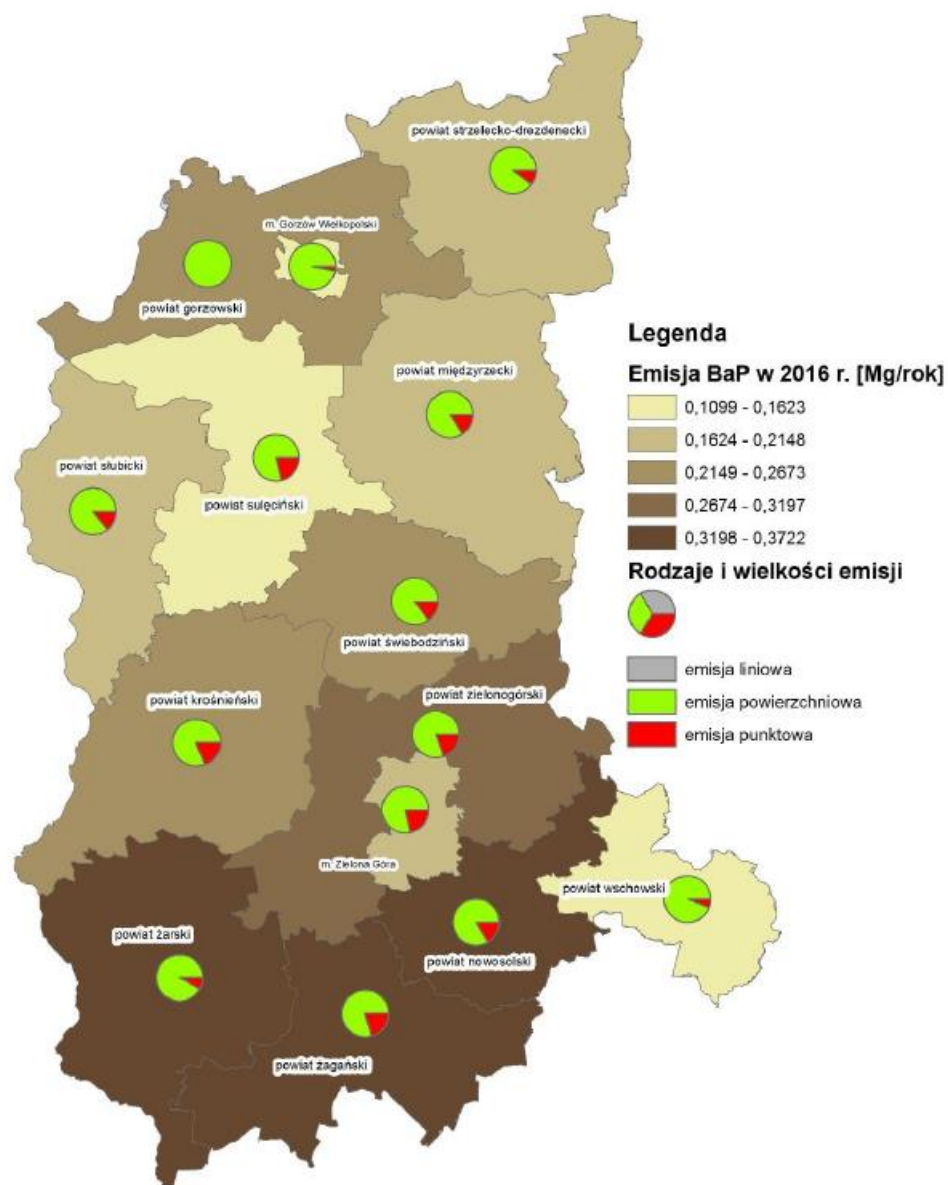 powiat strzelecko-drezdenecki
m. Gorzów Wielkopolski
powiat gorzowski
powiat międzyrzecki
powiat słubicki
powiat sulęciński
powiat świebodziński
powiat krośnieński
powiat zielonogórski
m. Zielona Góra
powiat wschowski
powiat żarski
powiat nowosolski
powiat żagański
Legenda
Emisja BaP w 2016 r. [Mg/rok]
0,1099 - 0,1623
0,1624 - 0,2148
0,2149 - 0,2673
0,2674 - 0,3197
0,3198 - 0,3722
Rodzaje i wielkości emisji
emisja liniowa
emisja powierzchniowa
emisja punktowa